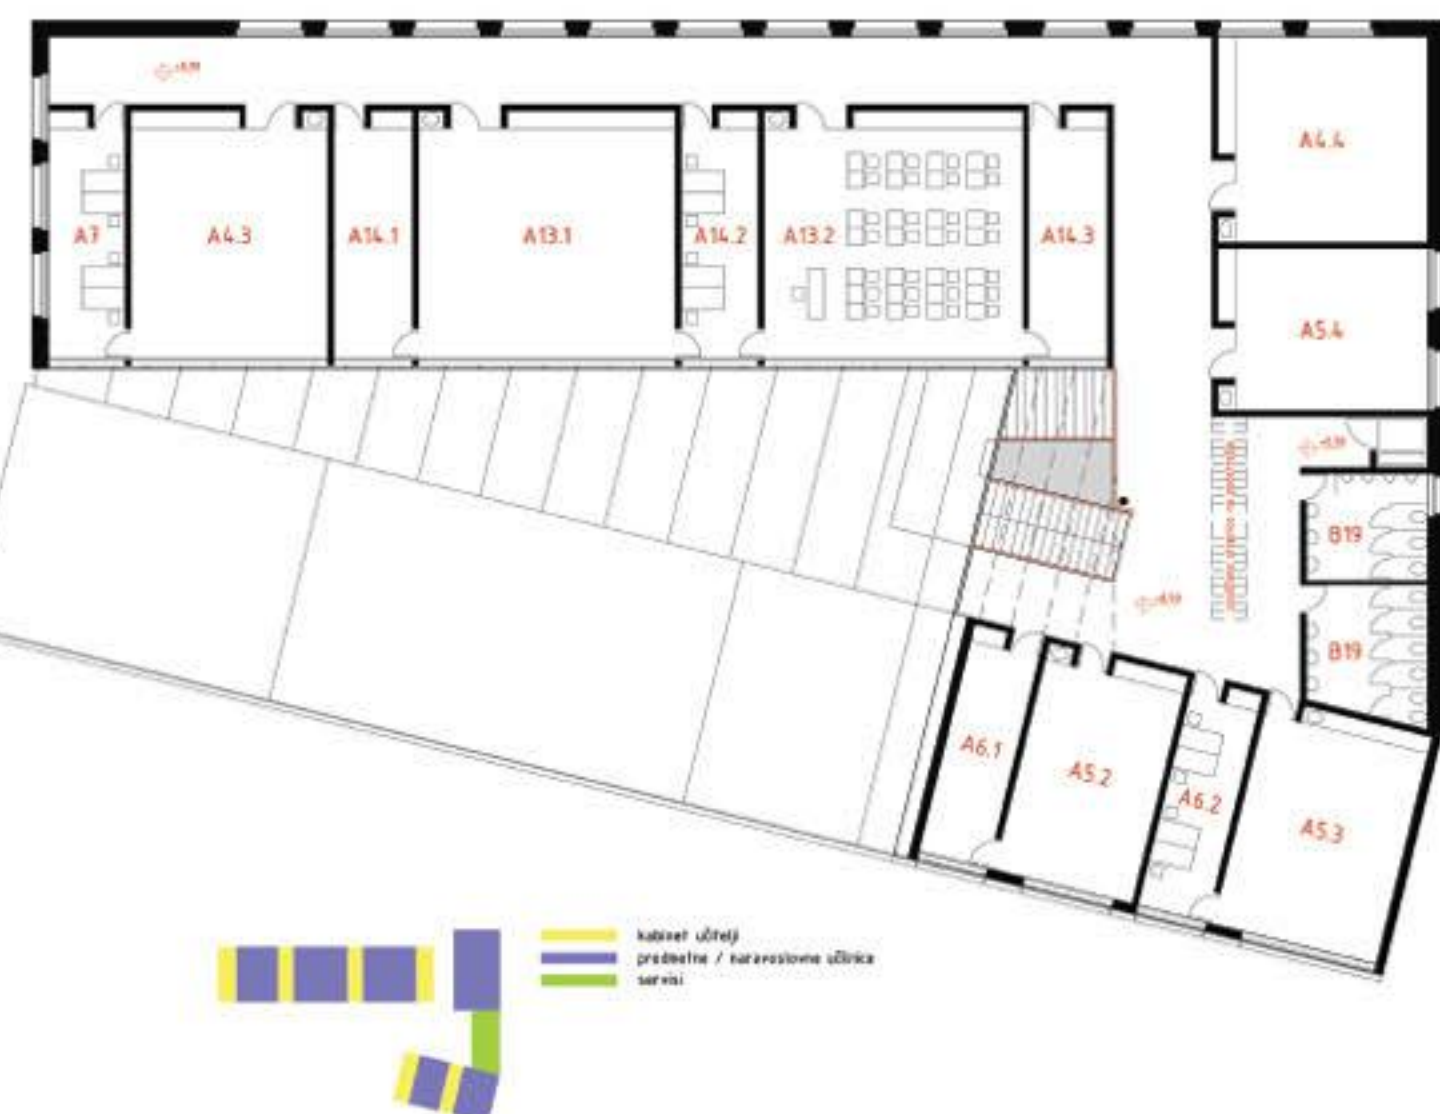 A4.4
A7
A4.3
A14.1
A13.1
A14.2
A13.2
A14.3
A5.4
B19
B19
A6.1
A5.2
A6.2
A5.3
kabinet učitelji
predmetne / naravoslovne učilnice
servisi